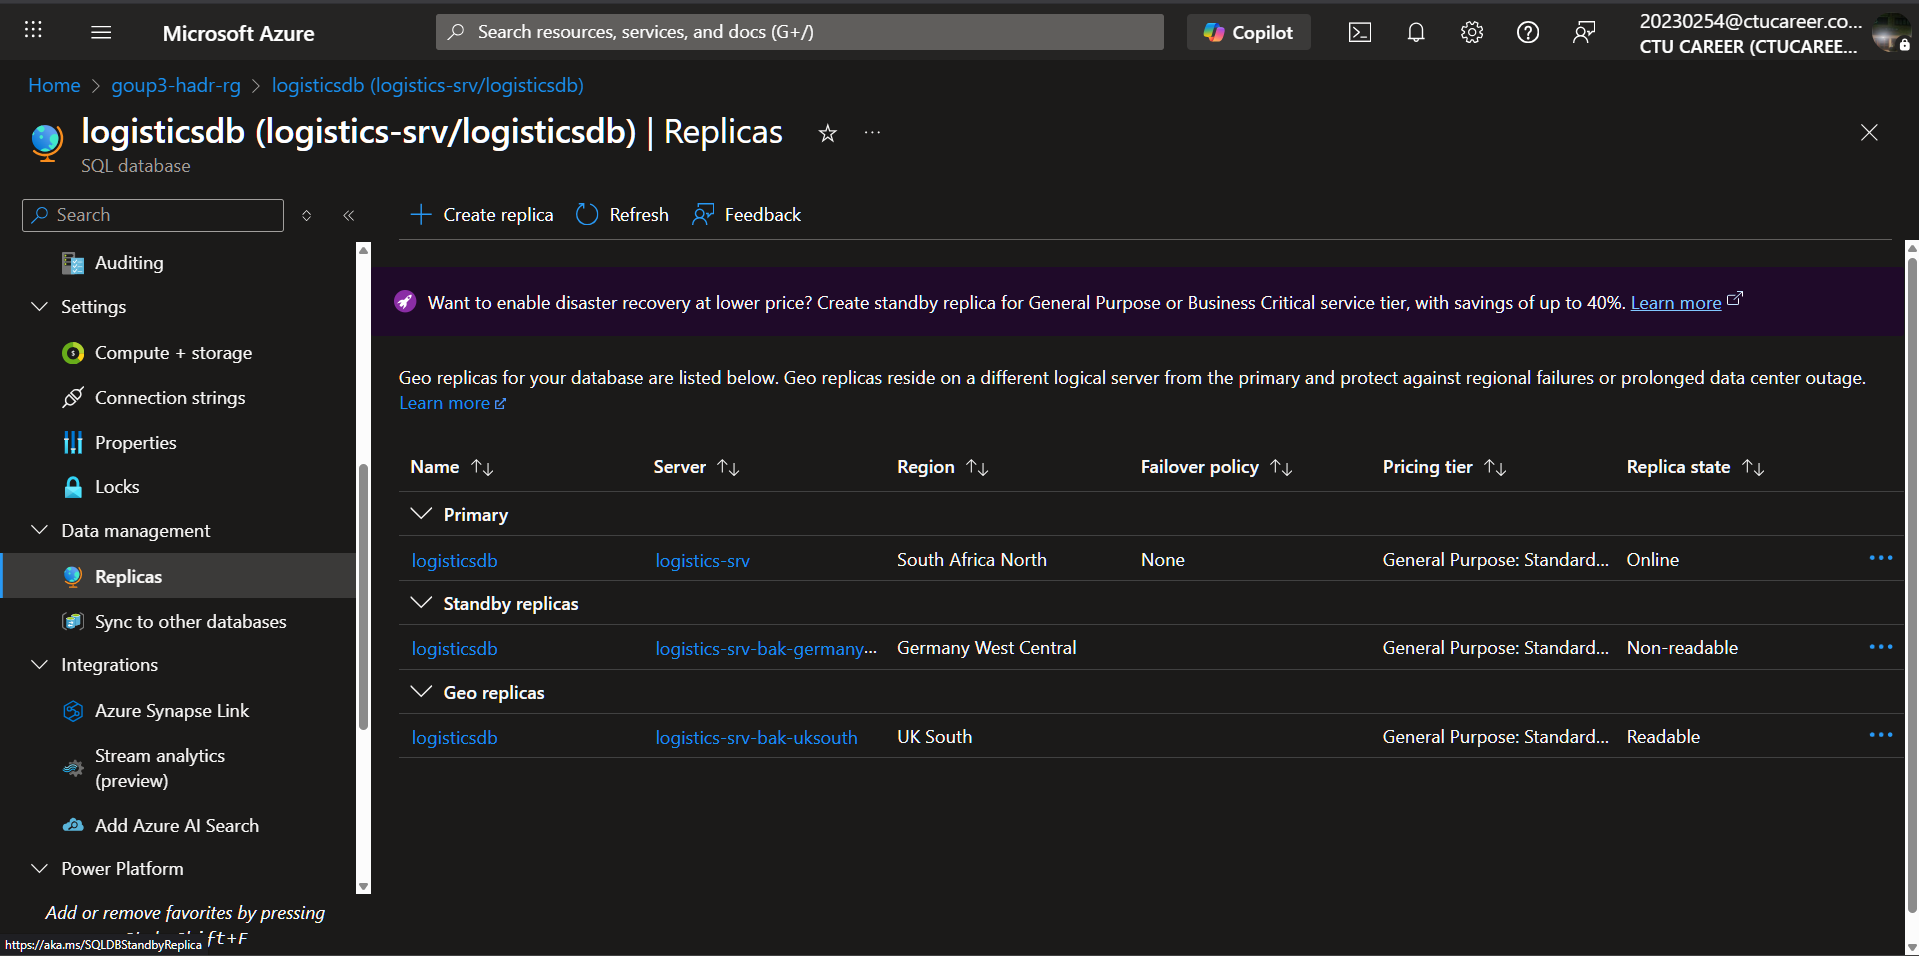 Microsoft Azure
Search resources, services, and docs (G+/)
Copilot
20230254@ctucareer.co...
CTU CAREER (CTUCAREE...
Home > goup3-hadr-rg > logisticsdb (logistics-srv/logisticsdb)
logisticsdb (logistics-srv/logisticsdb) | Replicas
SQL database
Search
Auditing
Settings
Compute + storage
Connection strings
Properties
Locks
Data management
Replicas
Sync to other databases
Integrations
Azure Synapse Link
Stream analytics
(preview)
Add Azure AI Search
Power Platform
Add or remove favorites by pressing
ift+F
https://aka.ms/SQLDBStandbyReplica
Create replica Refresh Feedback
Want to enable disaster recovery at lower price? Create standby replica for General Purpose or Business Critical service tier, with savings of up to 40%. Learn more
Geo replicas for your database are listed below. Geo replicas reside on a different logical server from the primary and protect against regional failures or prolonged data center outage.
Learn more
Name Server Region Failover policy Pricing tier Replica state
Primary
logisticsdb logistics-srv South Africa North None General Purpose: Standard... Online
Standby replicas
logisticsdb logistics-srv-bak-germany... Germany West Central General Purpose: Standard... Non-readable
Geo replicas
logisticsdb logistics-srv-bak-uksouth UK South General Purpose: Standard... Readable